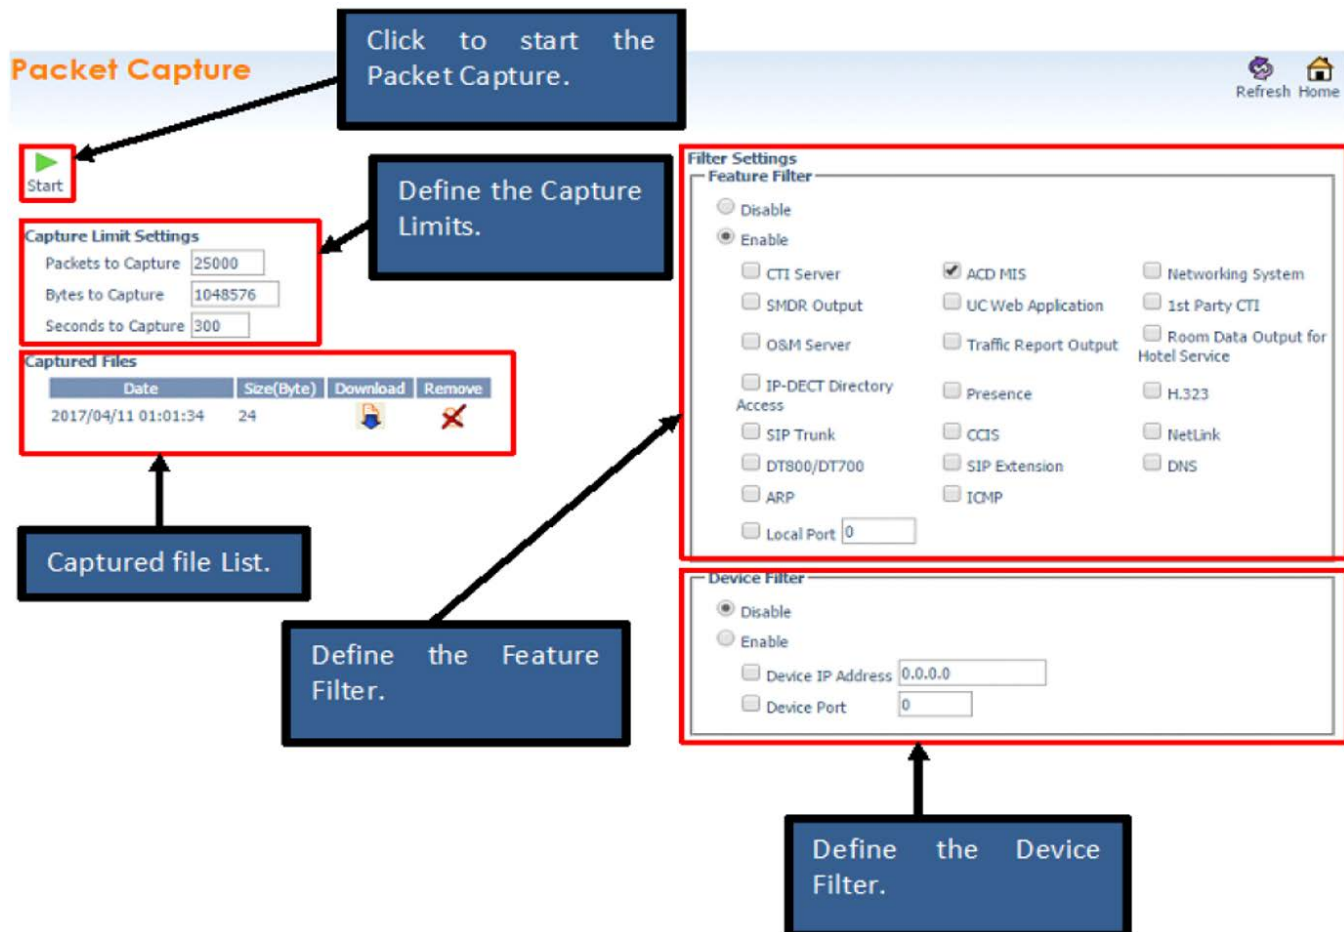 Click to start the
Packet Capture.
Packet Capture
Refresh Home
Start
Define the Capture
Limits.
Capture Limit Settings
Packets to Capture 25000
Bytes to Capture 1048576
Seconds to Capture 300
Captured Files
Date Size(Byte) Download Remove
2017/04/11 01:01:34 24
Captured file List.
Define the Feature
Filter.
Filter Settings
Feature Filter
Disable
Enable
CTI Server ACD MIS Networking System
SMDR Output UC Web Application 1st Party CTI
O&M Server Traffic Report Output Room Data Output for
Hotel Service
IP-DECT Directory
Access Presence H.323
SIP Trunk CCIS NetLink
DT800/DT700 SIP Extension DNS
ARP ICMP
Local Port 0
Device Filter
Disable
Enable
Device IP Address 0.0.0.0
Device Port 0
Define the Device
Filter.